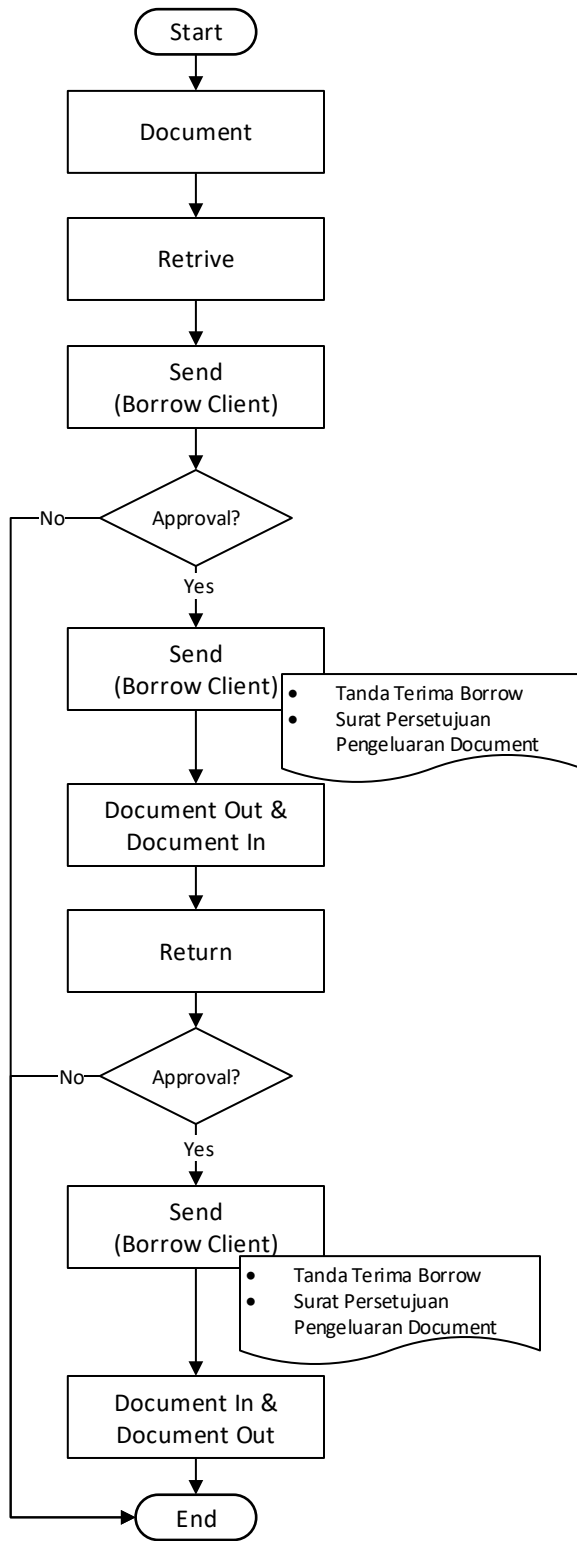 Start
Document
Retrive
Send
(Borrow Client)
Approval?
No
Yes
Send
(Borrow Client)
• Tanda Terima Borrow
• Surat Persetujuan
Pengeluaran Document
Document Out &
Document In
Return
Approval?
No
Yes
Send
(Borrow Client)
• Tanda Terima Borrow
• Surat Persetujuan
Pengeluaran Document
Document In &
Document Out
End